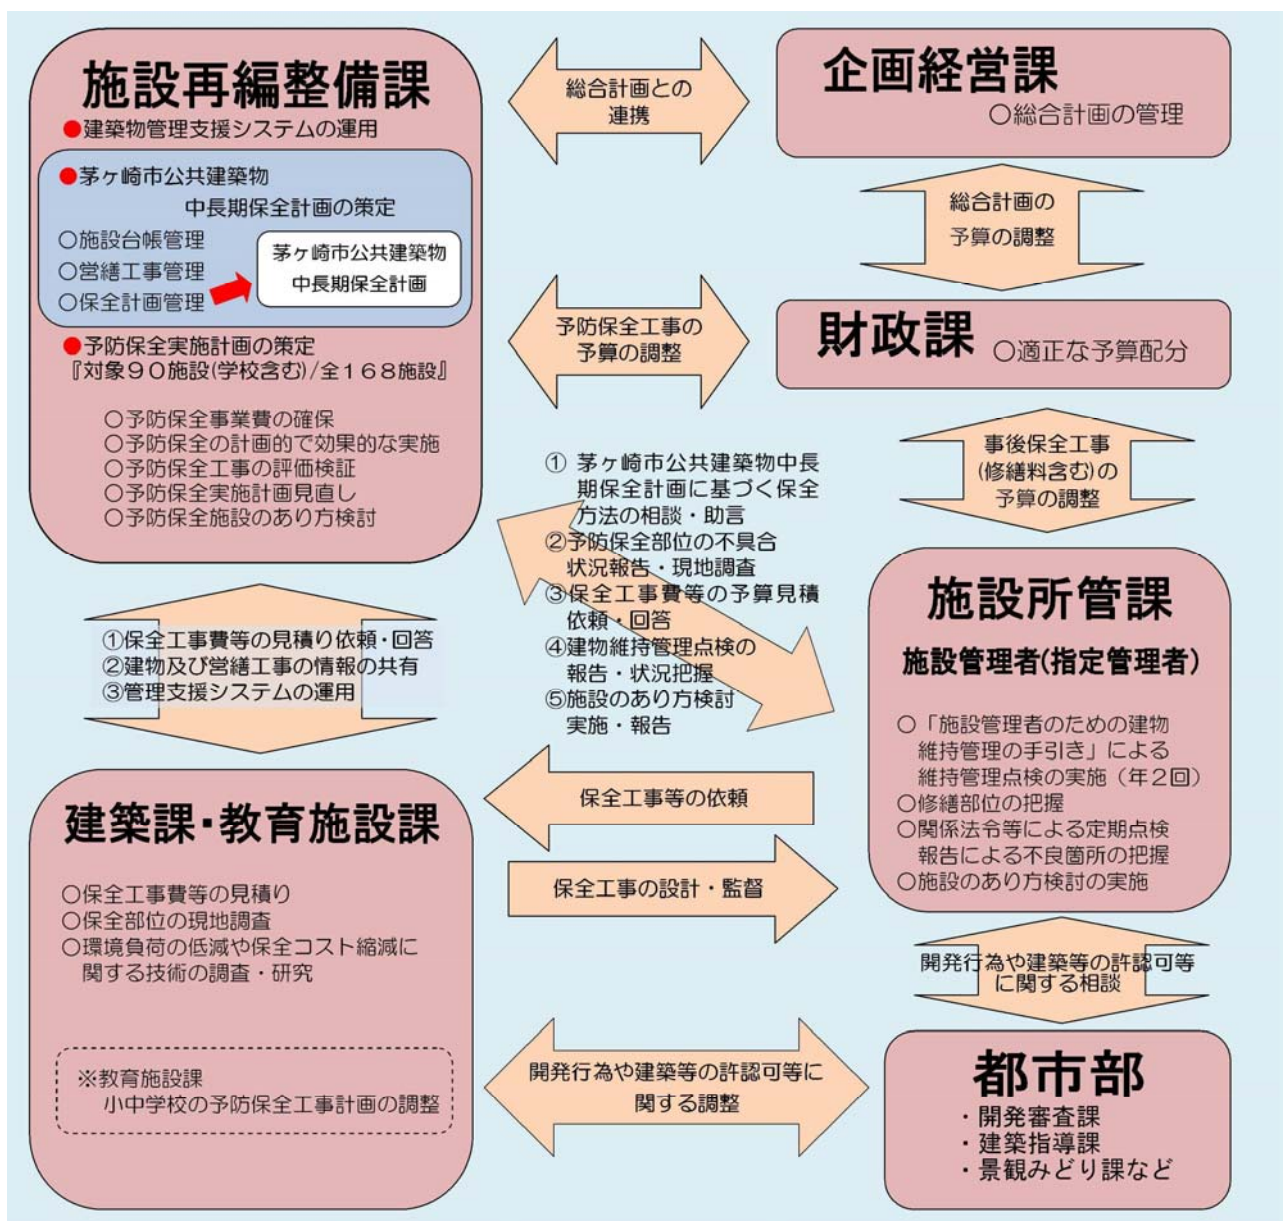 施設再編整備課
●建築物管理支援システムの運用
●茅ヶ崎市公共建築物
中長期保全計画の策定
○施設台帳管理
○営繕工事管理
○保全計画管理
茅ヶ崎市公共建築物
中長期保全計画
●予防保全実施計画の策定
『対象90施設(学校含む)/全168施設』
○予防保全事業費の確保
○予防保全の計画的で効果的な実施
○予防保全工事の評価検証
○予防保全実施計画見直し
○予防保全施設のあり方検討
総合計画との
連携
企画経営課
○総合計画の管理
総合計画の
予算の調整
予防保全工事の
予算の調整
財政課
○適正な予算配分
事後保全工事
(修繕料含む)の
予算の調整
① 茅ヶ崎市公共建築物中長
期保全計画に基づく保全
方法の相談・助言
②予防保全部位の不具合
状況報告・現地調査
③保全工事費等の予算見積
依頼・回答
④建物維持管理点検の
報告・状況把握
⑤施設のあり方検討
実施・報告
施設所管課
施設管理者(指定管理者)
○「施設管理者のための建物
維持管理の手引き」による
維持管理点検の実施（年2回）
○修繕部位の把握
○関係法令等による定期点検
報告による不良箇所の把握
○施設のあり方検討の実施
①保全工事費等の見積り依頼・回答
②建物及び営繕工事の情報の共有
③管理支援システムの運用
保全工事等の依頼
保全工事の設計・監督
建築課・教育施設課
○保全工事費等の見積り
○保全部位の現地調査
○環境負荷の低減や保全コスト縮減に
関する技術の調査・研究
※教育施設課
小中学校の予防保全工事計画の調整
開発行為や建築等の許認可等
に関する相談
開発行為や建築等の許認可等に
関する調整
都市部
・開発審査課
・建築指導課
・景観みどり課など